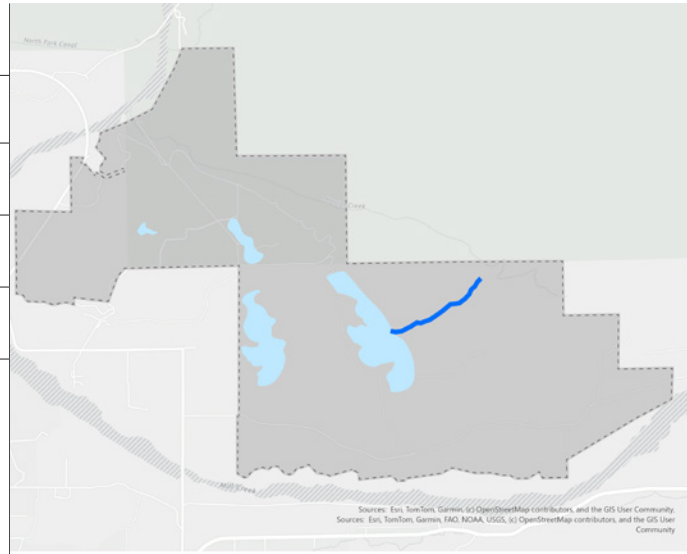 North Fork Canal
Creek
Mill Creek
Sources: Esri, TomTom, Garmin, (c) OpenStreetMap contributors, and the GIS User Community,
Sources: Esri, TomTom, Garmin, FAO, NOAA, USGS, (c) OpenStreetMap contributors, and the GIS User
Community